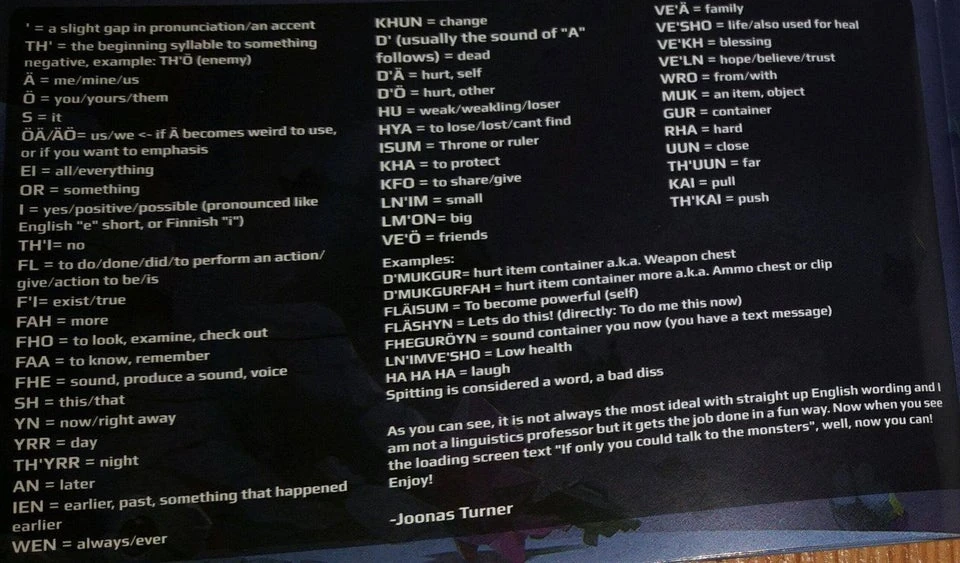 ' = a slight gap in pronunciation/an accent
TH' = the beginning syllable to something
negative, example: TH'Ö (enemy)
Ä = me/mine/us
Ö = you/yours/them
S = it
ÖÄ/ÄÖ= us/we <- if Ä becomes weird to use,
or if you want to emphasis
EI = all/everything
OR = something
I = yes/positive/possible (pronounced like
English "e" short, or Finnish "i")
TH'I= no
FL = to do/done/did/to perform an action/
give/action to be/is
F'I= exist/true
FAH = more
FHO = to look, examine, check out
FAA = to know, remember
FHE = sound, produce a sound, voice
SH = this/that
YN = now/right away
YRR = day
TH'YRR = night
AN = later
IEN = earlier, past, something that happened
earlier
WEN = always/ever
KHUN = change
D' (usually the sound of "A"
follows) = dead
D'Ä = hurt, self
D'Ö = hurt, other
HU = weak/weakling/loser
HYA = to lose/lost/cant find
ISUM = Throne or ruler
KHA = to protect
KFO = to share/give
LN'IM = small
LM'ON= big
VE'Ö = friends
VE'Ä = family
VE'SHO = life/also used for heal
VE'KH = blessing
VE'LN = hope/believe/trust
WRO = from/with
MUK = an item, object
GUR = container
RHA = hard
UUN = close
TH'UUN = far
KAI = pull
TH'KAI = push
Examples:
D'MUKGUR= hurt item container a.k.a. Weapon chest
D'MUKGURFAH = hurt item container more a.k.a. Ammo chest or clip
FLÄISUM = To become powerful (self)
FLÄSHYN = Lets do this! (directly: To do me this now)
FHEGURÖYN = sound container you now (you have a text message)
LN'IMVE'SHO = Low health
HA HA HA = laugh
Spitting is considered a word, a bad diss
As you can see, it is not always the most ideal with straight up English wording and I
am not a linguistics professor but it gets the job done in a fun way. Now when you see
the loading screen text "If only you could talk to the monsters", well, now you can!
Enjoy!
-Joonas Turner